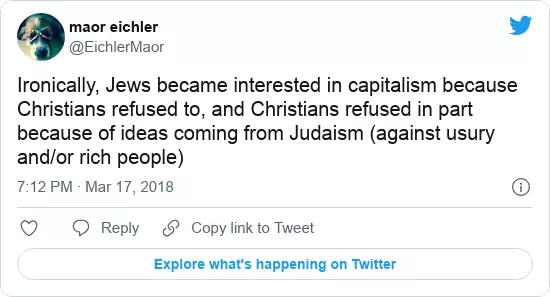 maor eichler
@EichlerMaor
Ironically, Jews became interested in capitalism because
Christians refused to, and Christians refused in part
because of ideas coming from Judaism (against usury
and/or rich people)
7:12 PM · Mar 17, 2018
Reply
Copy link to Tweet
Explore what's happening on Twitter